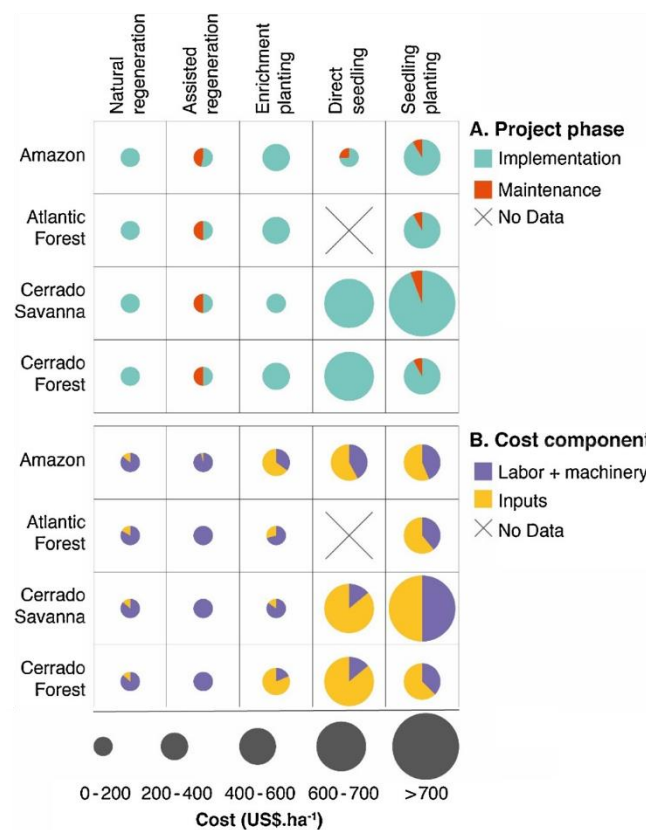 Natural
regeneration
Assisted
regeneration
Enrichment
planting
Direct
seedling
Seedling
planting
A. Project phase
Implementation
Maintenance
No Data
Amazon
Atlantic
Forest
Cerrado
Savanna
Cerrado
Forest
B. Cost component
Labor + machinery
Inputs
No Data
Amazon
Atlantic
Forest
Cerrado
Savanna
Cerrado
Forest
0-200 200-400 400-600 600-700 >700
Cost (US$.ha⁻¹)